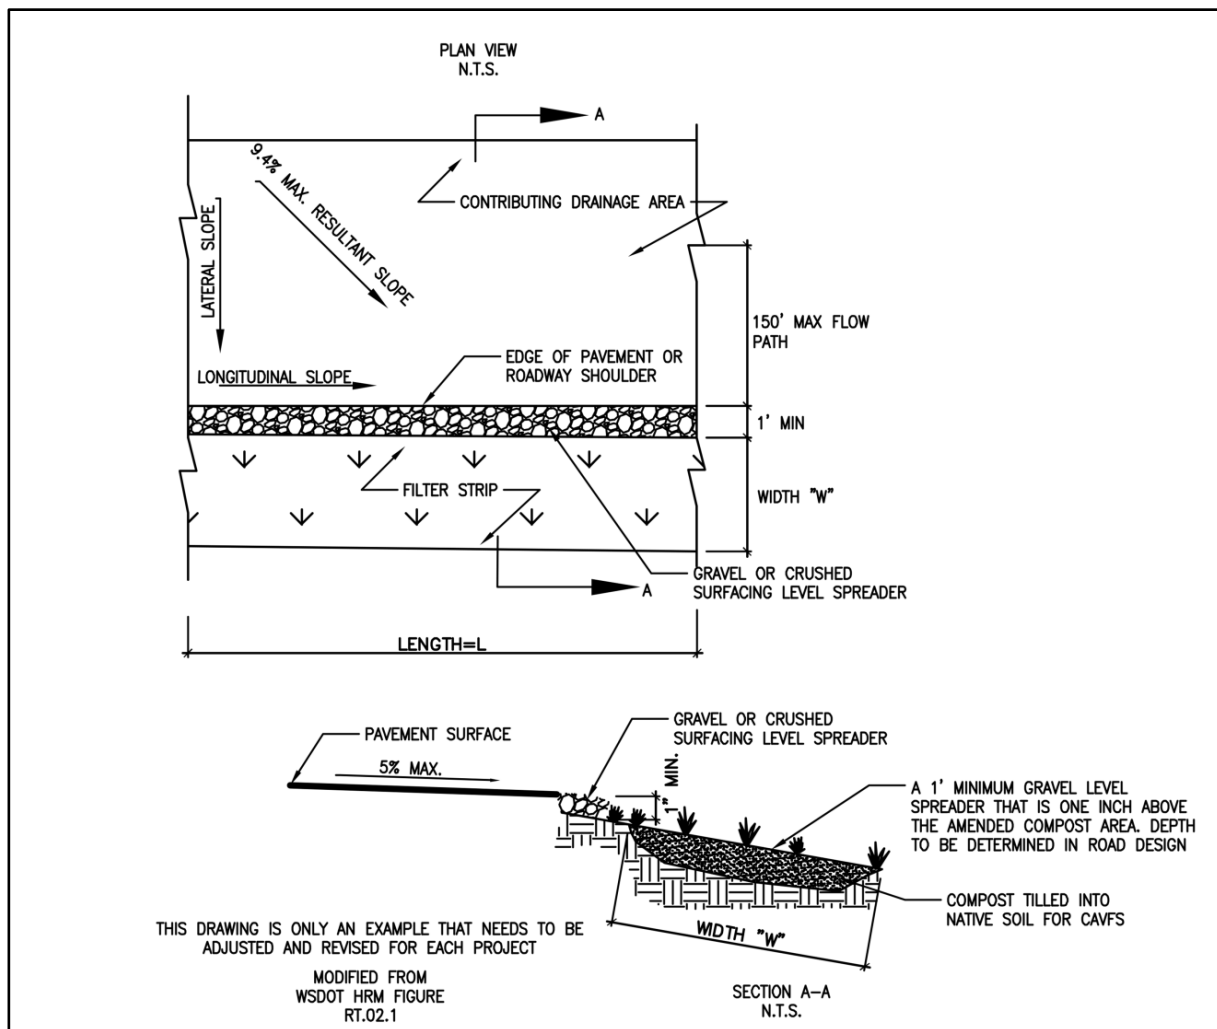 PLAN VIEW
N.T.S.
A
9.4% MAX. RESULTANT SLOPE
CONTRIBUTING DRAINAGE AREA
LATERAL SLOPE
150' MAX FLOW
PATH
EDGE OF PAVEMENT OR
ROADWAY SHOULDER
LONGITUDINAL SLOPE
1' MIN
FILTER STRIP
WIDTH "W"
GRAVEL OR CRUSHED
SURFACING LEVEL SPREADER
A
LENGTH=L
PAVEMENT SURFACE
5% MAX.
GRAVEL OR CRUSHED
SURFACING LEVEL SPREADER
1" MIN.
A 1' MINIMUM GRAVEL LEVEL
SPREADER THAT IS ONE INCH ABOVE
THE AMENDED COMPOST AREA. DEPTH
TO BE DETERMINED IN ROAD DESIGN
COMPOST TILLED INTO
NATIVE SOIL FOR CAVFS
WIDTH "W"
THIS DRAWING IS ONLY AN EXAMPLE THAT NEEDS TO BE
ADJUSTED AND REVISED FOR EACH PROJECT
MODIFIED FROM
WSDOT HRM FIGURE
RT.02.1
SECTION A-A
N.T.S.